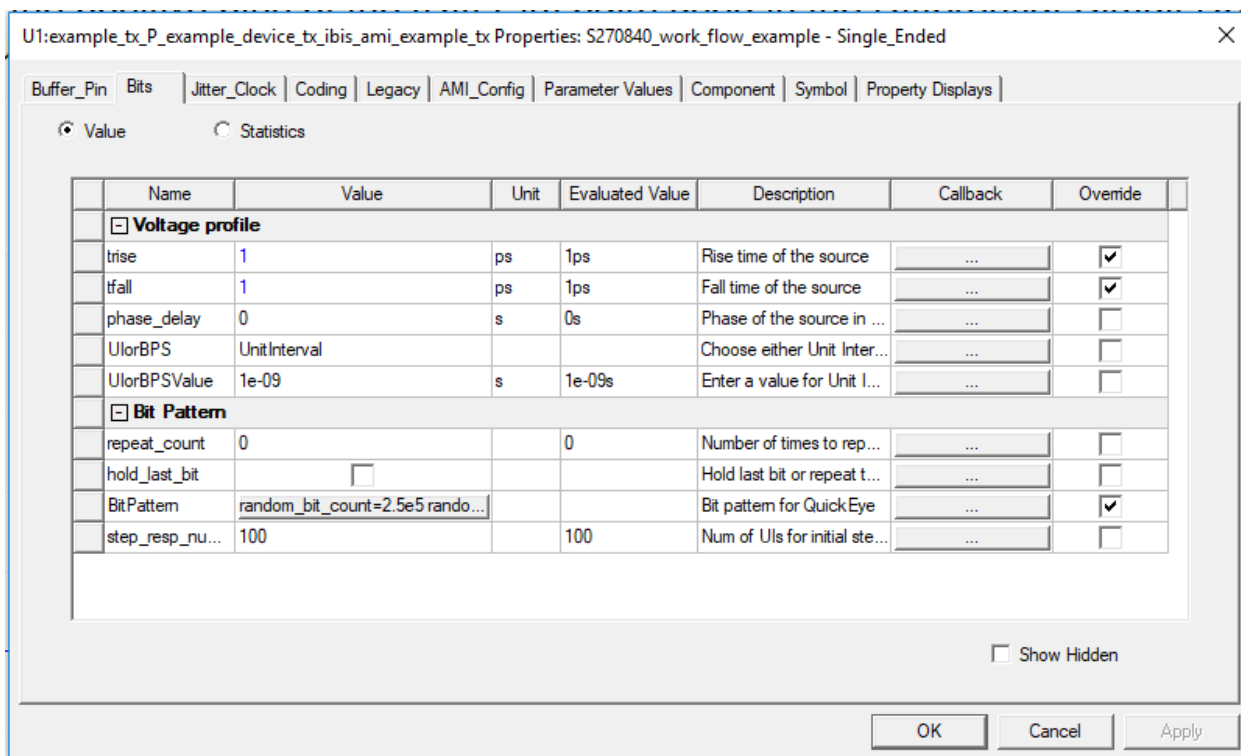 U1:example_tx_P_example_device_tx_ibis_ami_example_tx Properties: S270840_work_flow_example - Single_Ended
Buffer_Pin Bits Jitter_Clock Coding Legacy AMI_Config Parameter Values Component Symbol Property Displays
Value Statistics
Name Value Unit Evaluated Value Description Callback Override
Voltage profile
trise 1 ps 1ps Rise time of the source ...
tfall 1 ps 1ps Fall time of the source ...
phase_delay 0 s 0s Phase of the source in ... ...
UIorBPS UnitInterval Choose either Unit Inter... ...
UIorBPSValue 1e-09 s 1e-09s Enter a value for Unit I... ...
Bit Pattern
repeat_count 0 0 Number of times to rep... ...
hold_last_bit Hold last bit or repeat t... ...
BitPattern random_bit_count=2.5e5 rando... Bit pattern for QuickEye ...
step_resp_nu... 100 100 Num of UIs for initial ste... ...
Show Hidden
OK Cancel Apply